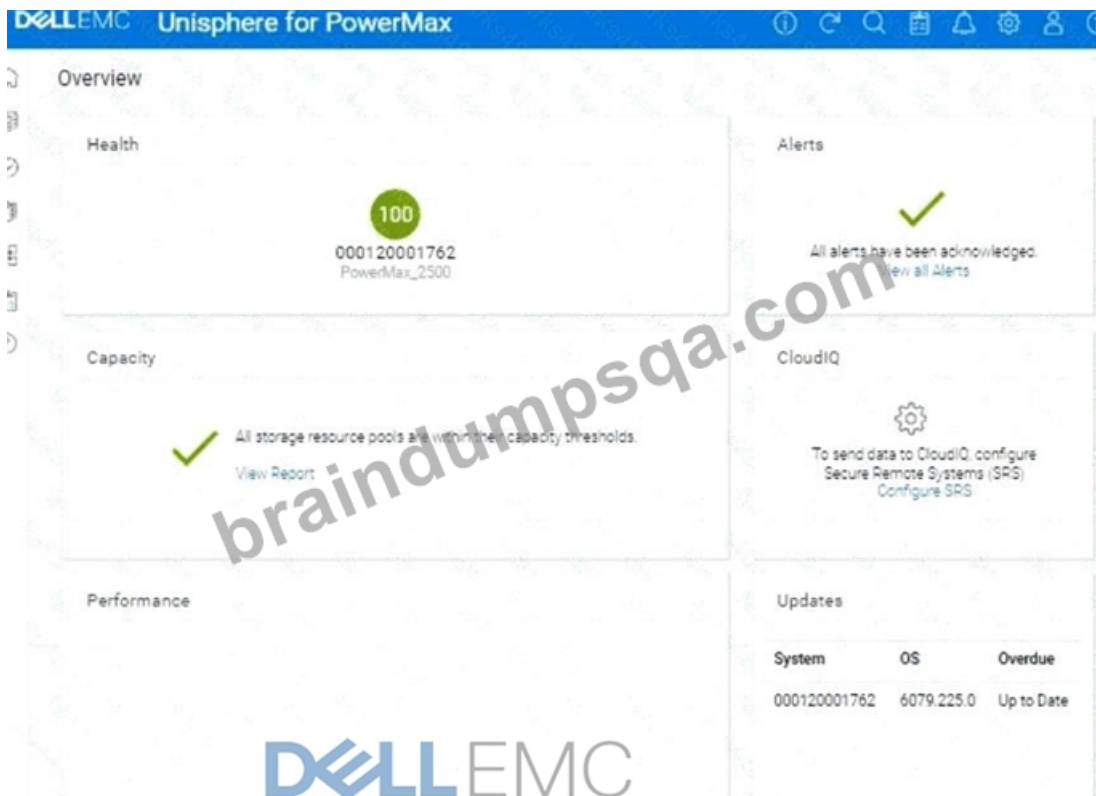 DELLEMC Unisphere for PowerMax
Overview
Health
100
000120001762
PowerMax_2500
Alerts
All alerts have been acknowledged.
View all Alerts
Capacity
All storage resource pools are within their capacity thresholds.
View Report
CloudIQ
To send data to CloudIQ, configure
Secure Remote Systems (SRS)
Configure SRS
Performance
Updates
System OS Overdue
000120001762 6079.225.0 Up to Date
braindumpsqa.com
DELLEMC